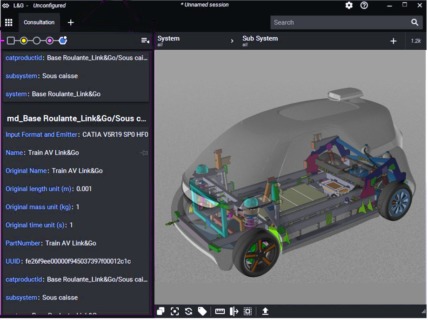 L&G - Unconfigured
* Unnamed session
Consultation
+
Search
System
all
Sub System
all
+
catproductid: Base Roulante_Link&Go/Sous cai...
subsystem: Sous caisse
system: Base Roulante_Link&Go
md_Base Roulante_Link&Go/Sous c...
Input Format and Emitter: CATIA V5R19 SP0 HF0
Name: Train AV Link&Go
Original Name: Train AV Link&Go
Original length unit (m): 0.001
Original mass unit (kg): 1
Original time unit (s): 1
PartNumber: Train AV Link&Go
UUID: fe26f9ee00000f945037397f00012c1c
catproductid: Base Roulante_Link&Go/Sous cai...
subsystem: Sous caisse